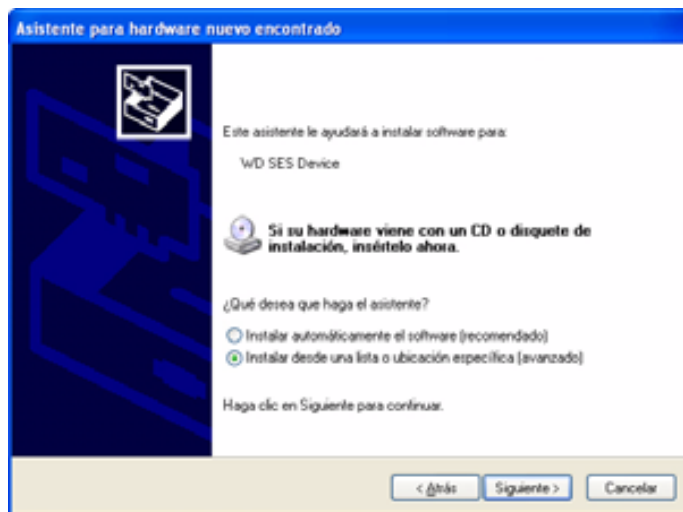 Asistente para hardware nuevo encontrado
Este asistente le ayudará a instalar software para:
WD SES Device
Si su hardware viene con un CD o disquete de
instalación, insértelo ahora.
¿Qué desea que haga el asistente?
Instalar automáticamente el software (recomendado)
Instalar desde una lista o ubicación específica (avanzado)
Haga clic en Siguiente para continuar.
< Atrás
Siguiente >
Cancelar